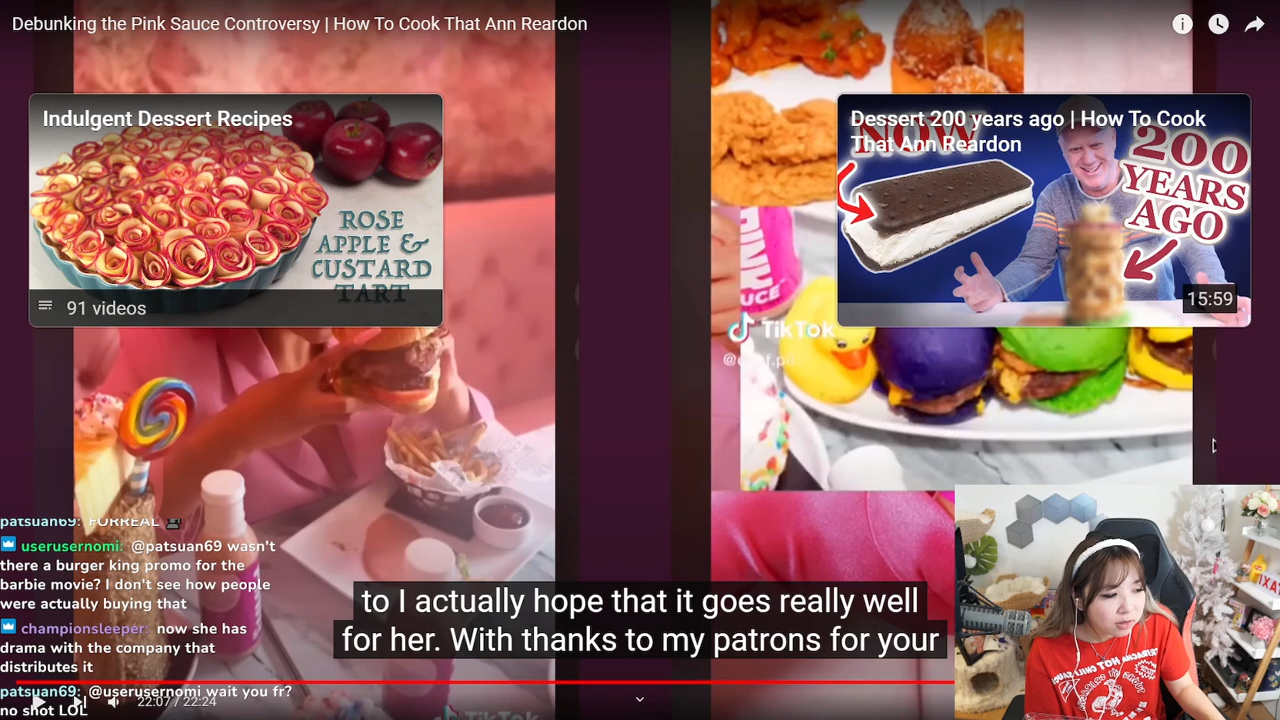 Debunking the Pink Sauce Controversy | How To Cook That Ann Reardon
Indulgent Dessert Recipes
ROSE
APPLE &
CUSTARD
TART
91 videos
Dessert 200 years ago | How To Cook
That Ann Reardon
NOW
200
YEARS
AGO
15:59
PINK
SAUCE
TikTok
patsuan69: FORREAL
userusernomi: @patsuan69 wasn't
there a burger king promo for the
barbie movie? I don't see how people
were actually buying that
championsleeper: now she has
drama with the company that
distributes it
patsuan69: @userusernomi wait you fr?
no shot LOL
to I actually hope that it goes really well
for her. With thanks to my patrons for your
22:07 / 22:24
TikTok